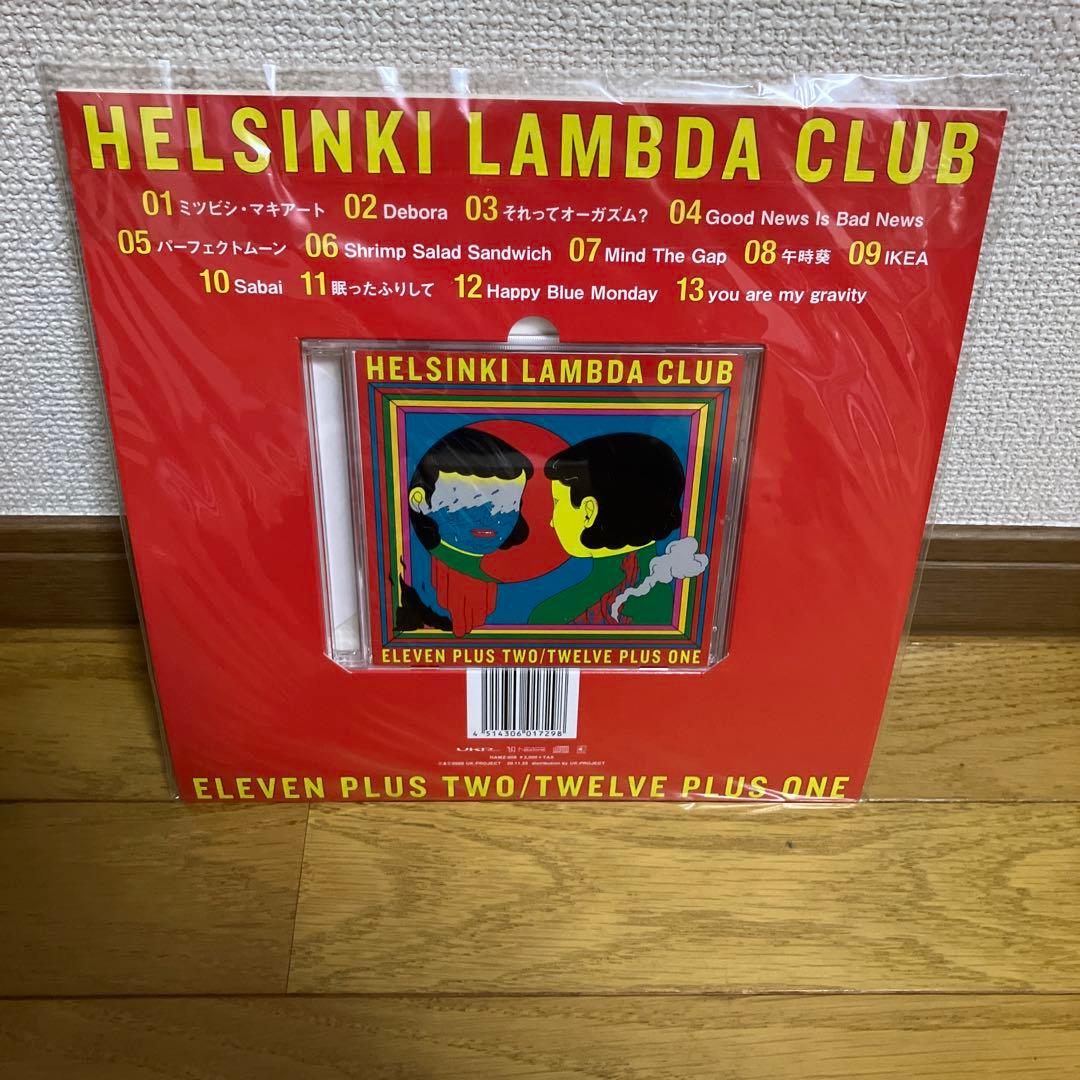 HELSINKI LAMBDA CLUB
01 ミツビシ・マキアート 02 Debora 03 それってオーガズム? 04 Good News Is Bad News
05 パーフェクトムーン 06 Shrimp Salad Sandwich 07 Mind The Gap 08 午時葵 09 IKEA
10 Sabai 11 眠ったふりして 12 Happy Blue Monday 13 you are my gravity
HELSINKI LAMBDA CLUB
ELEVEN PLUS TWO/TWELVE PLUS ONE
4 514306 017298
distribution by UK.PROJECT
ELEVEN PLUS TWO/TWELVE PLUS ONE